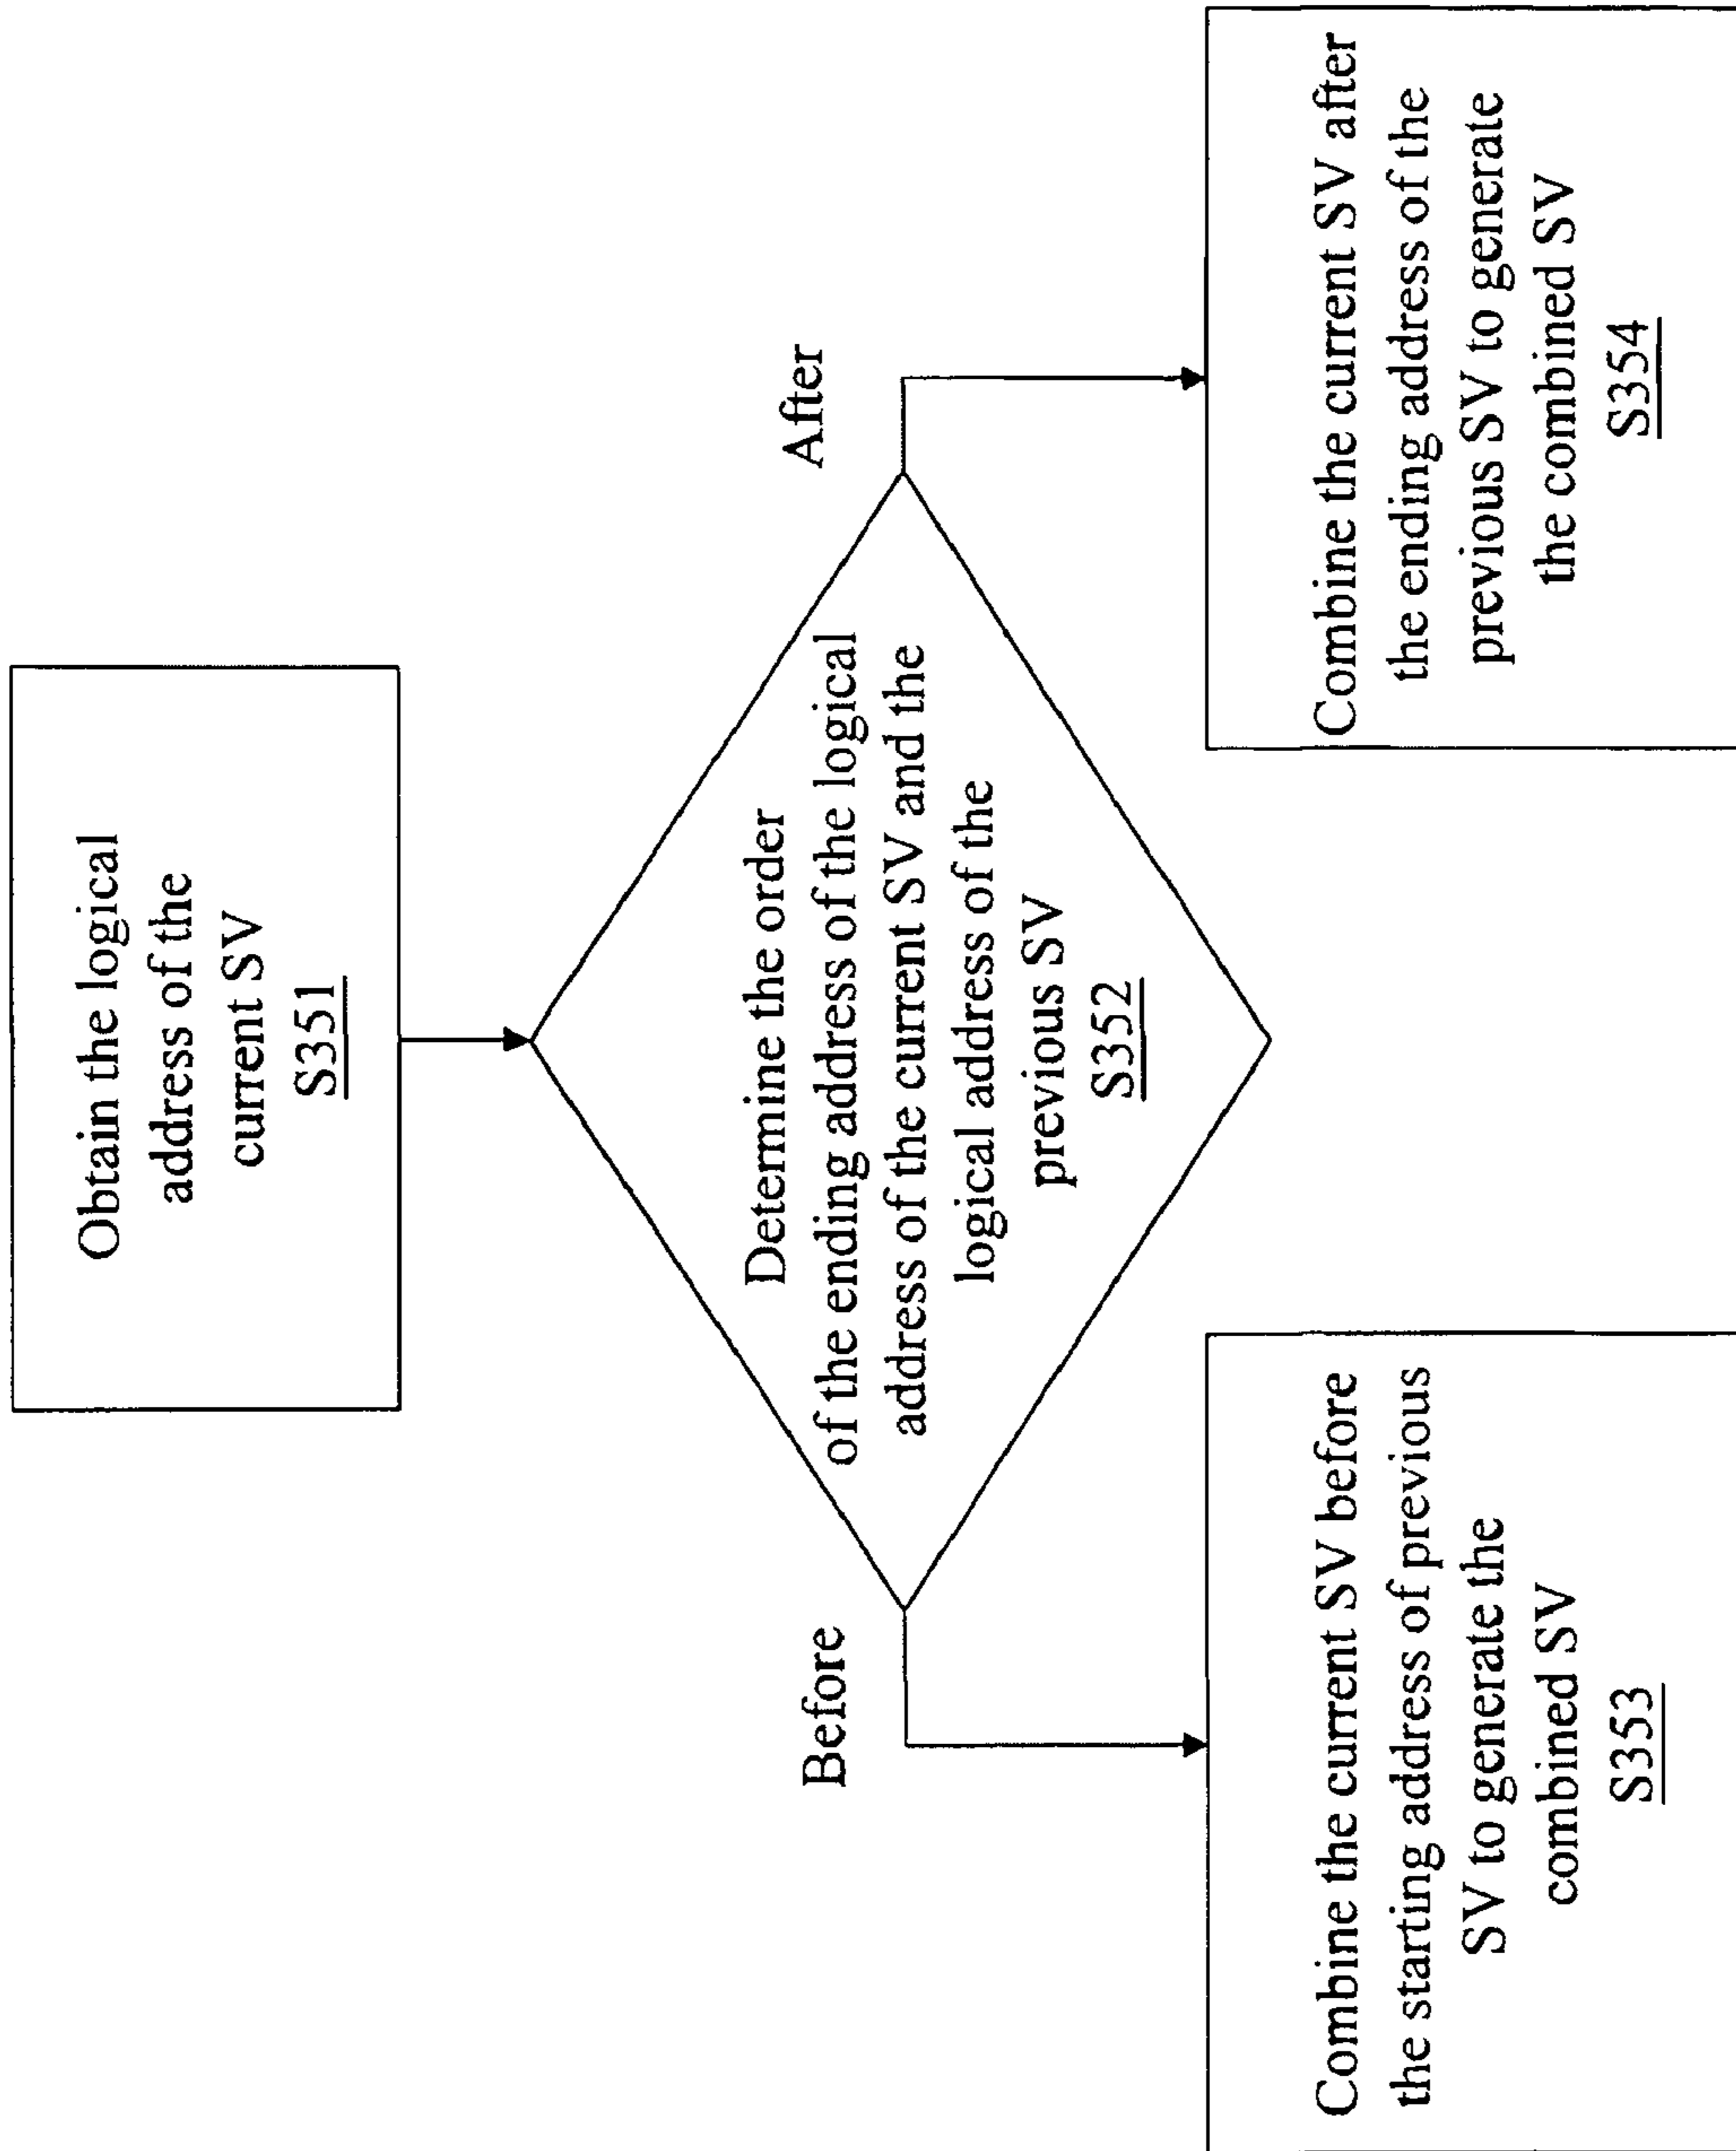 Obtain the logical
address of the
current SV
S351
Determine the order
of the ending address of the logical
address of the current SV and the
logical address of the
previous SV
S352
Before
After
Combine the current SV before
the starting address of previous
SV to generate the
combined SV
S353
Combine the current SV after
the ending address of the
previous SV to generate
the combined SV
S354